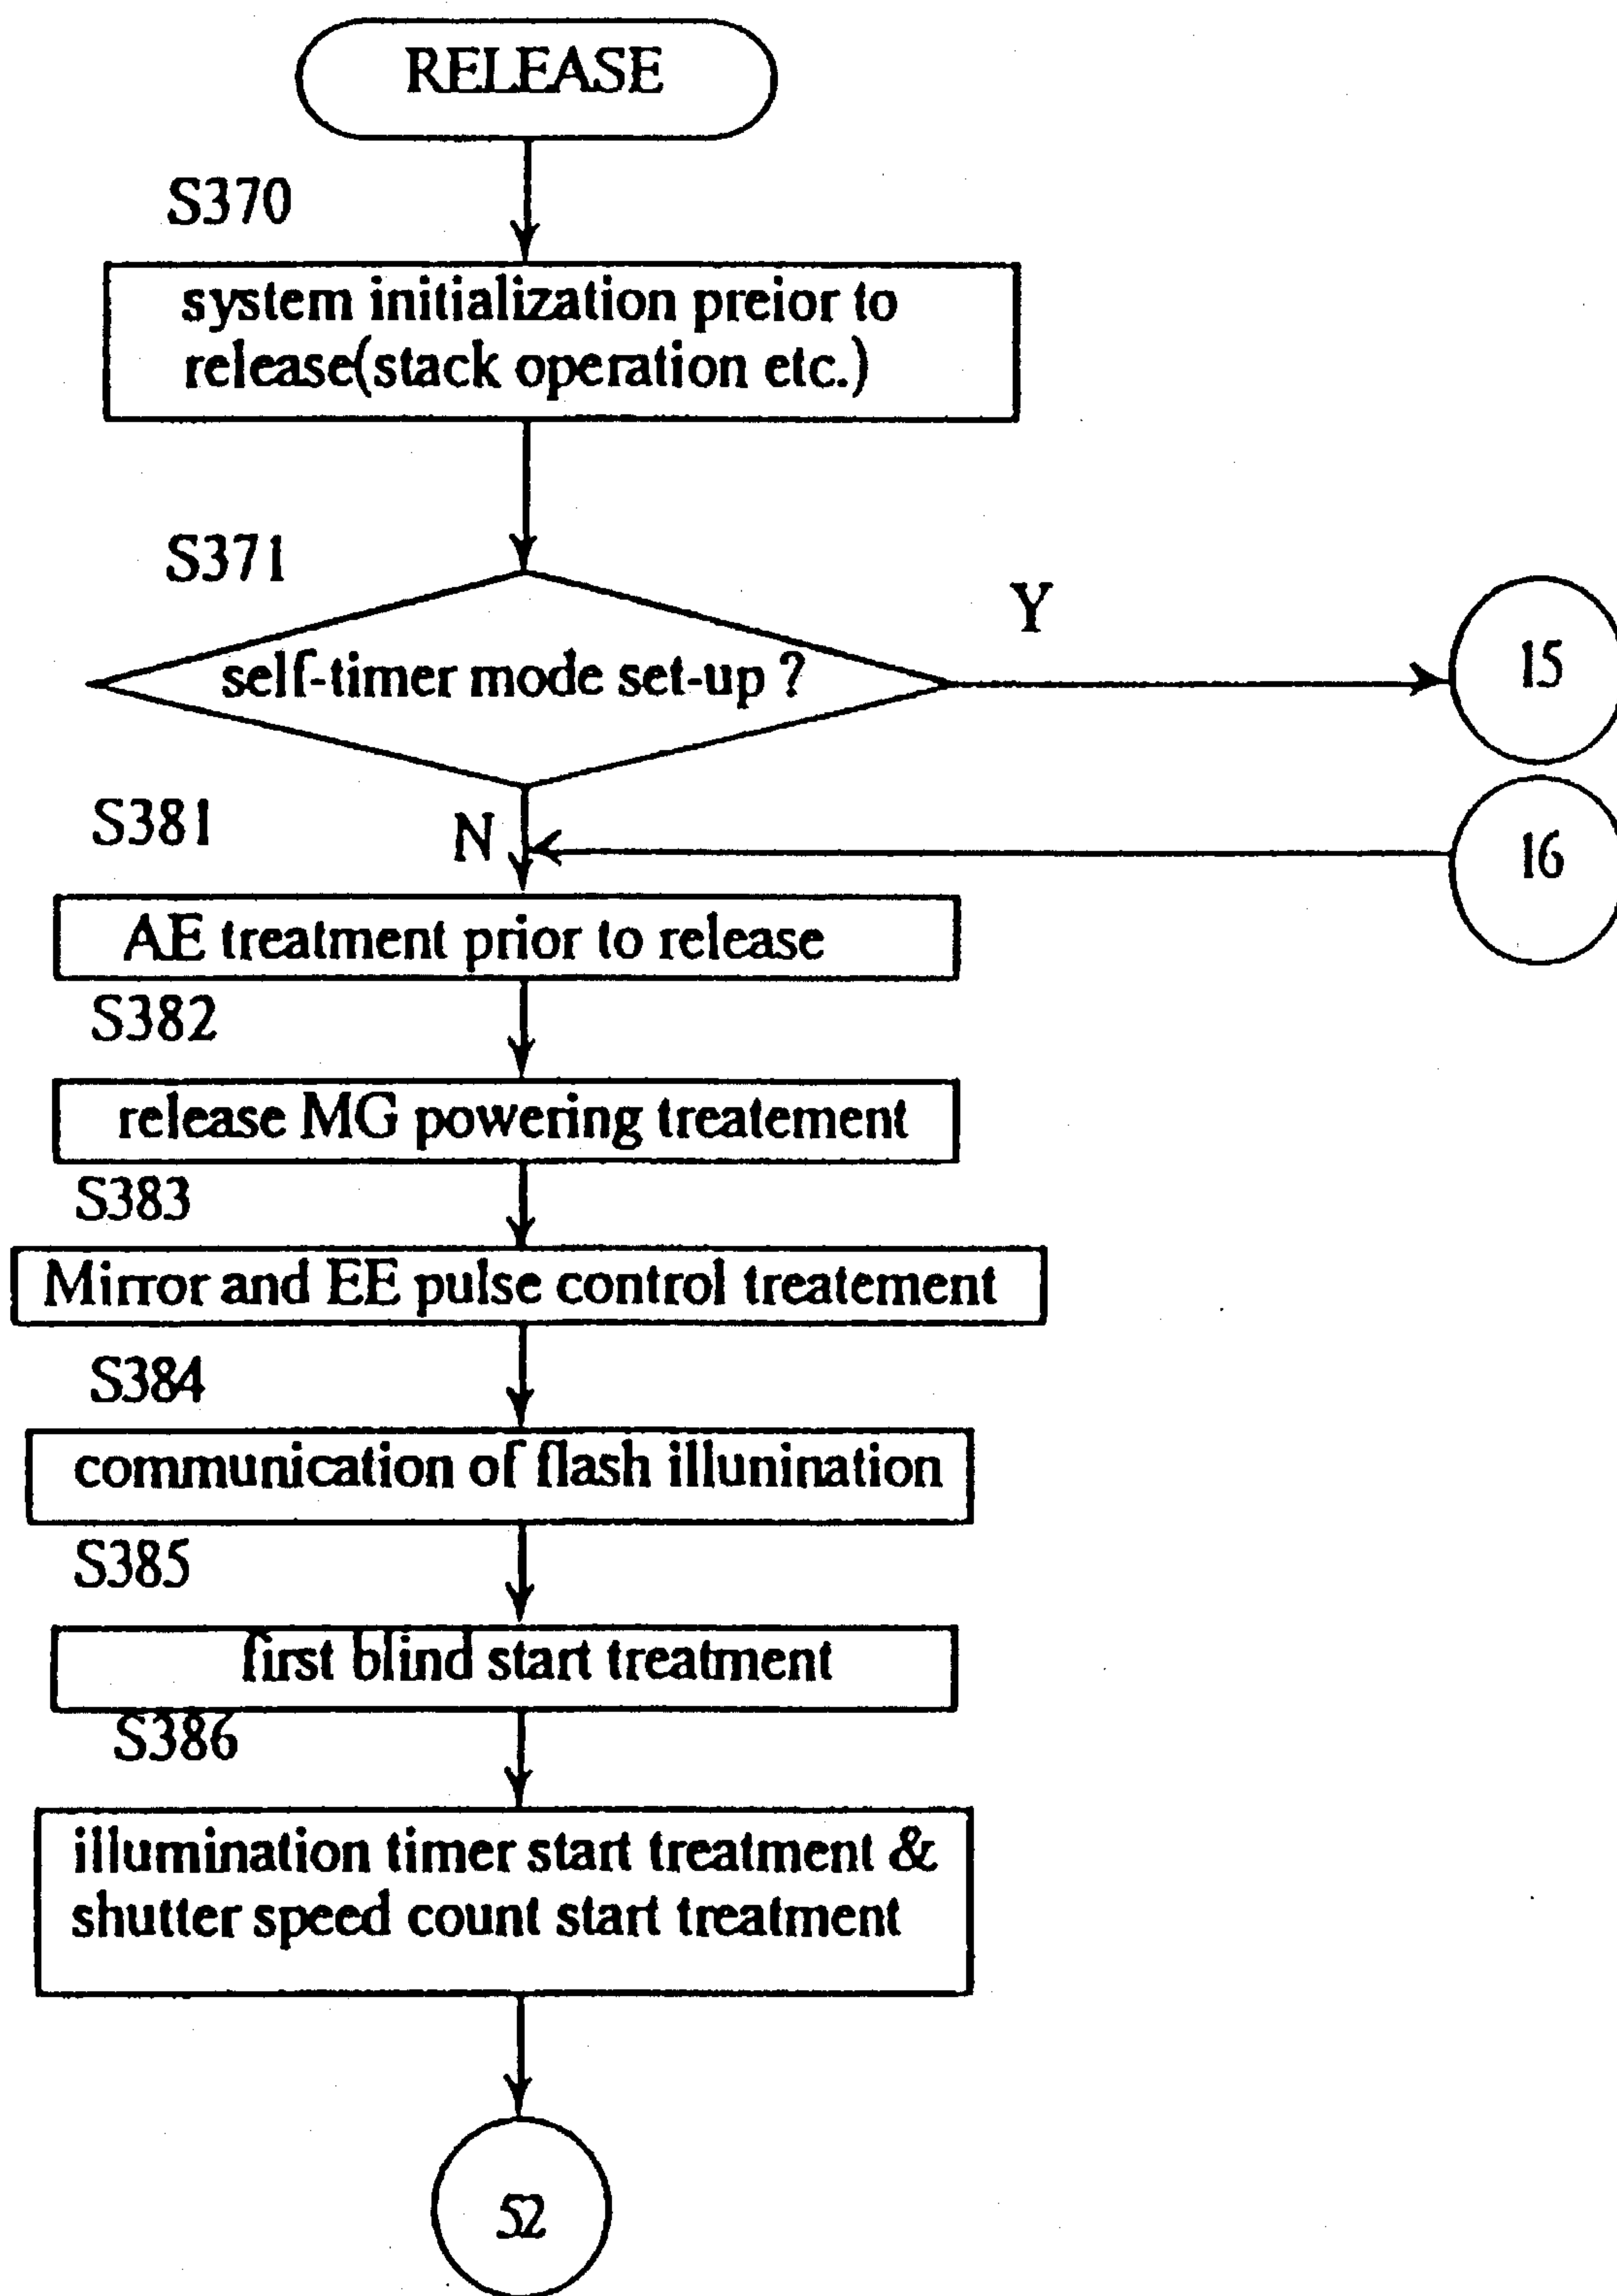 RELEASE
S370
system initialization preior to
release(stack operation etc.)
S371
Y
self-timer mode set-up ?
15
S381
N
16
AE treatment prior to release
S382
release MG powering treatement
S383
Mirror and EE pulse control treatement
S384
communication of flash illunination
S385
first blind start treatment
S386
illumination timer start treatment &
shutter speed count start treatment
52